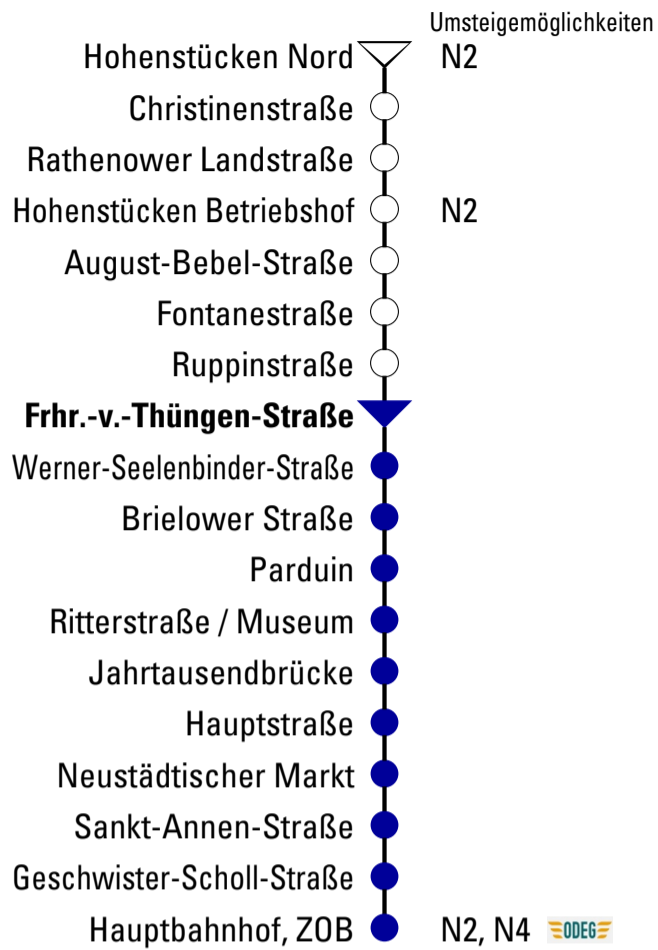 Umsteigemöglichkeiten
Hohenstücken Nord N2
Christinenstraße
Rathenower Landstraße
Hohenstücken Betriebshof N2
August-Bebel-Straße
Fontanestraße
Ruppinstraße
Frhr.-v.-Thüngen-Straße
Werner-Seelenbinder-Straße
Brielower Straße
Parduin
Ritterstraße / Museum
Jahrtausendbrücke
Hauptstraße
Neustädtischer Markt
Sankt-Annen-Straße
Geschwister-Scholl-Straße
Hauptbahnhof, ZOB N2, N4 ODEG